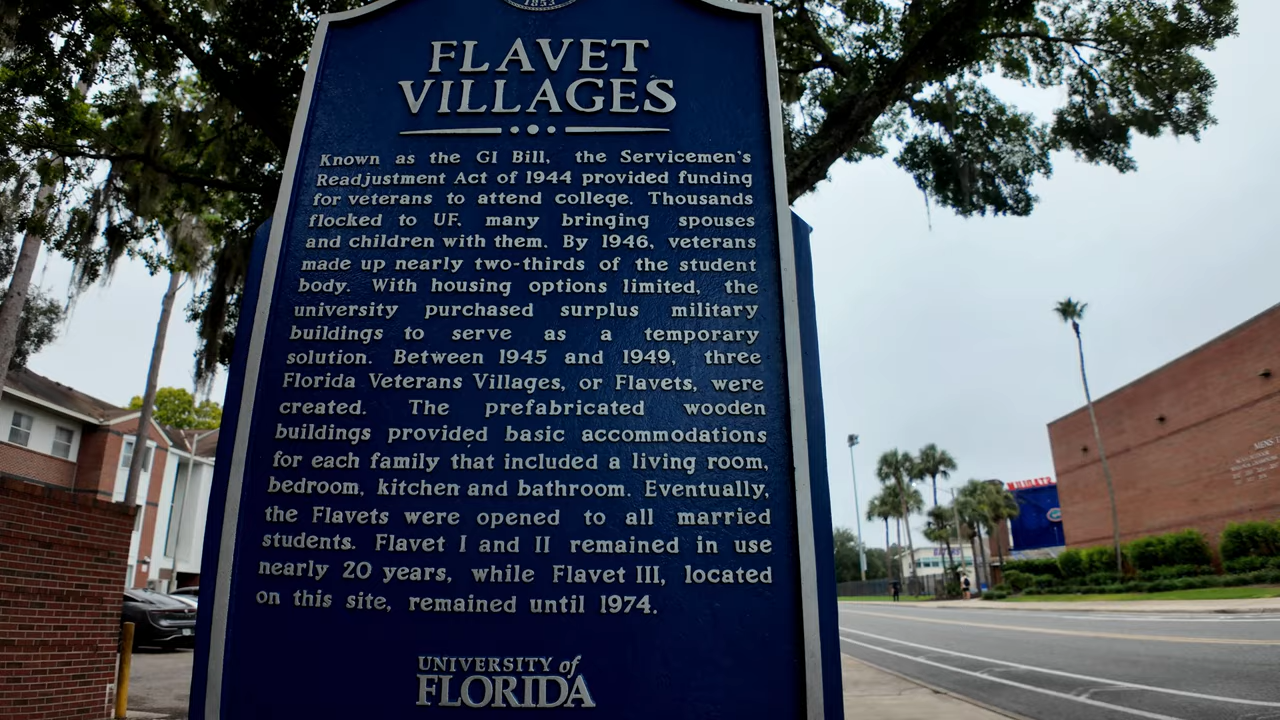 1853
FLAVET
VILLAGES
Known as the GI Bill, the Servicemen's
Readjustment Act of 1944 provided funding
for veterans to attend college. Thousands
flocked to UF, many bringing spouses
and children with them. By 1946, veterans
made up nearly two-thirds of the student
body. With housing options limited, the
university purchased surplus military
buildings to serve as a temporary
solution. Between 1945 and 1949, three
Florida Veterans Villages, or Flavets, were
created. The prefabricated wooden
buildings provided basic accommodations
for each family that included a living room,
bedroom, kitchen and bathroom. Eventually,
the Flavets were opened to all married
students. Flavet I and II remained in use
nearly 20 years, while Flavet III, located
on this site, remained until 1974.
UNIVERSITY of
FLORIDA